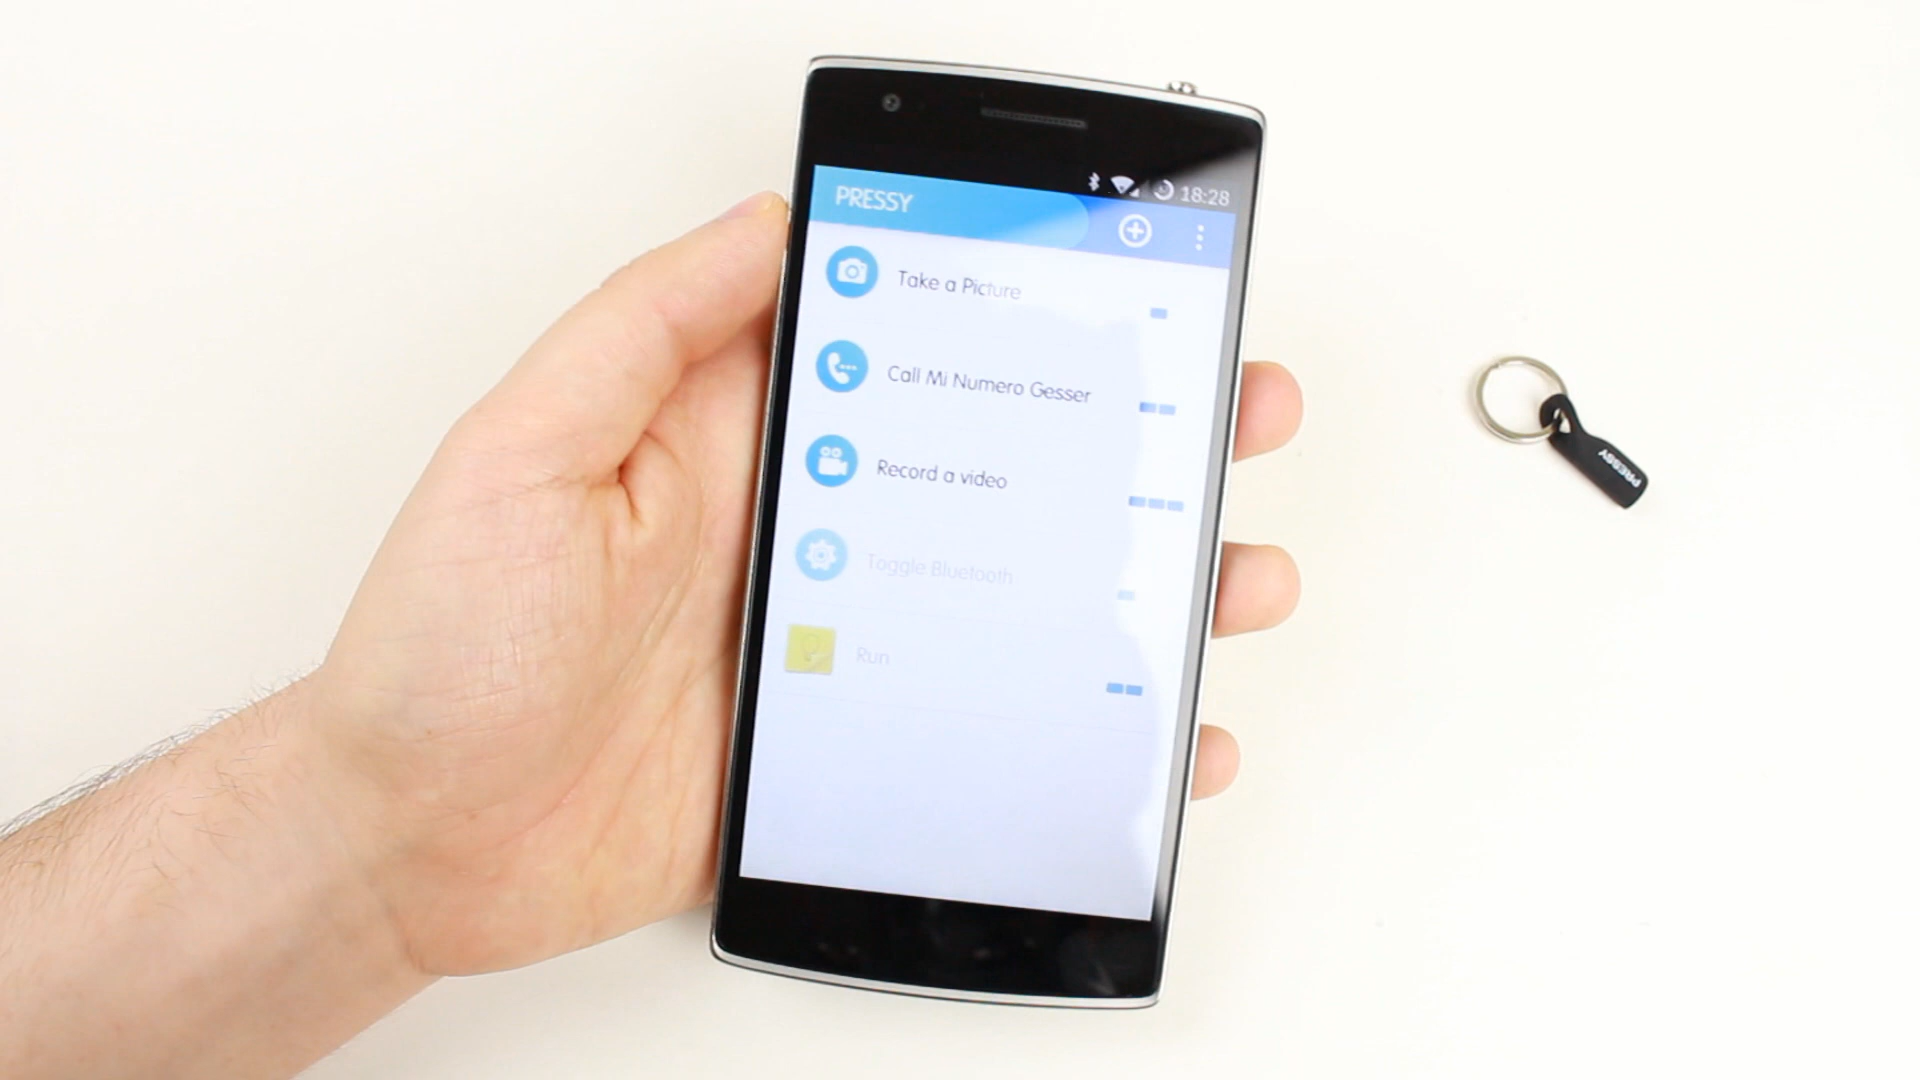 18:28
PRESSY
Take a Picture
Call Mi Numero Gesser
Record a video
Toggle Bluetooth
Run
PRESSY